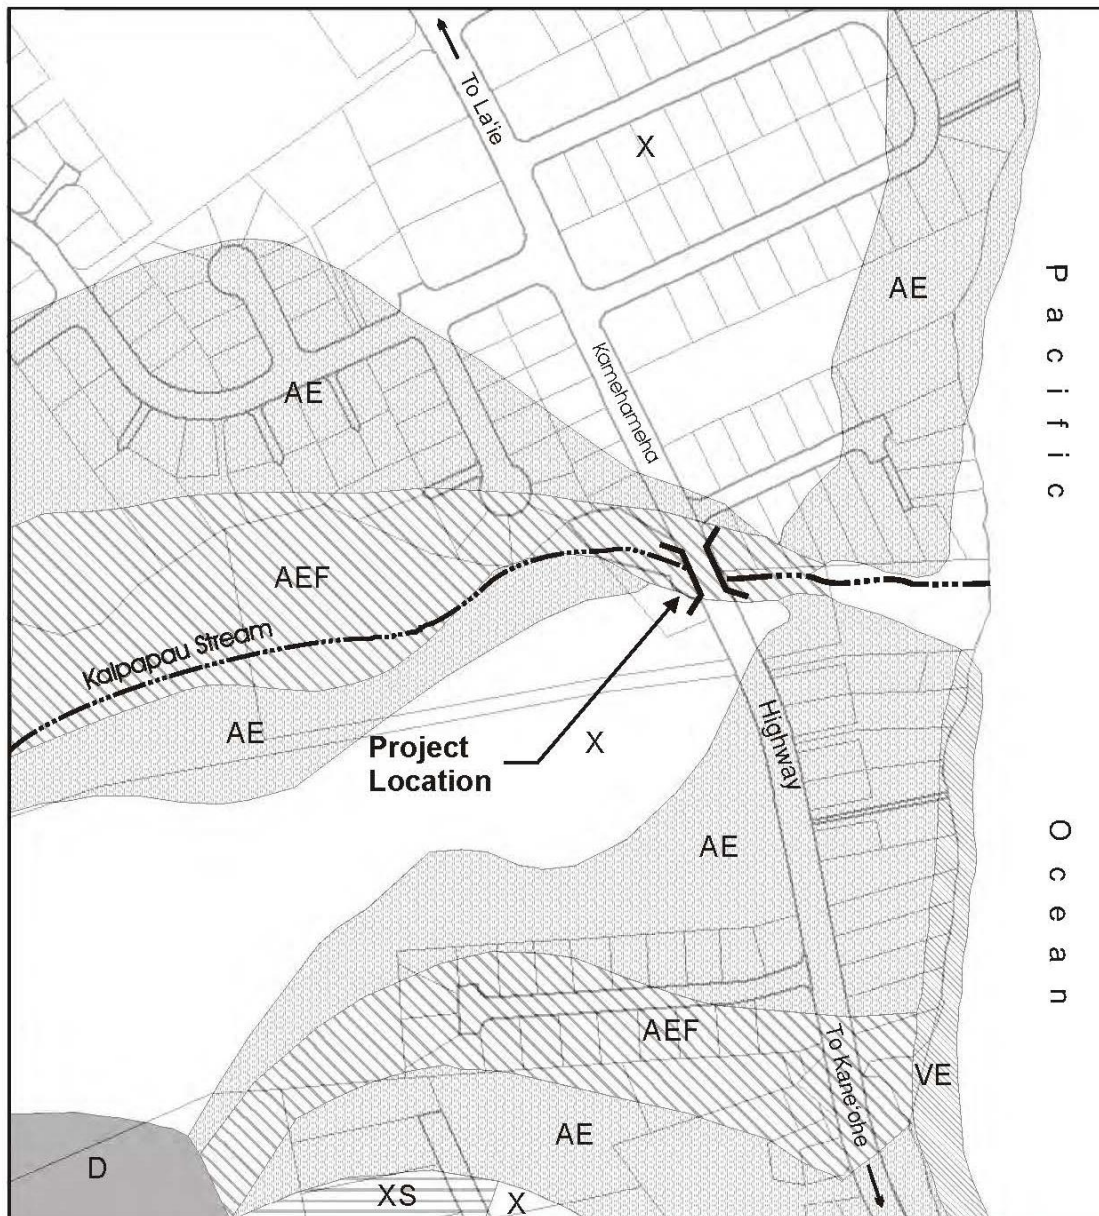 To La'ie
X
AE
Pacific
Kamehameha
AE
AEF
Kalpapau Stream
AE
Project
Location
X
Highway
AE
Ocean
AEF
To Kane'ohe
VE
AE
D
XS
X